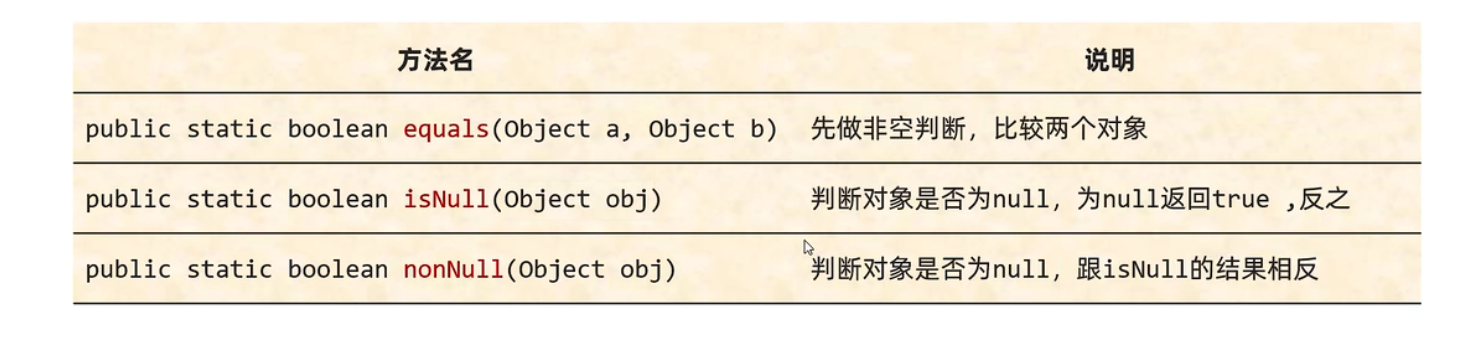 方法名 说明
public static boolean equals(Object a, Object b) 先做非空判断，比较两个对象
public static boolean isNull(Object obj) 判断对象是否为null，为null返回true ,反之
public static boolean nonNull(Object obj) 判断对象是否为null，跟isNull的结果相反